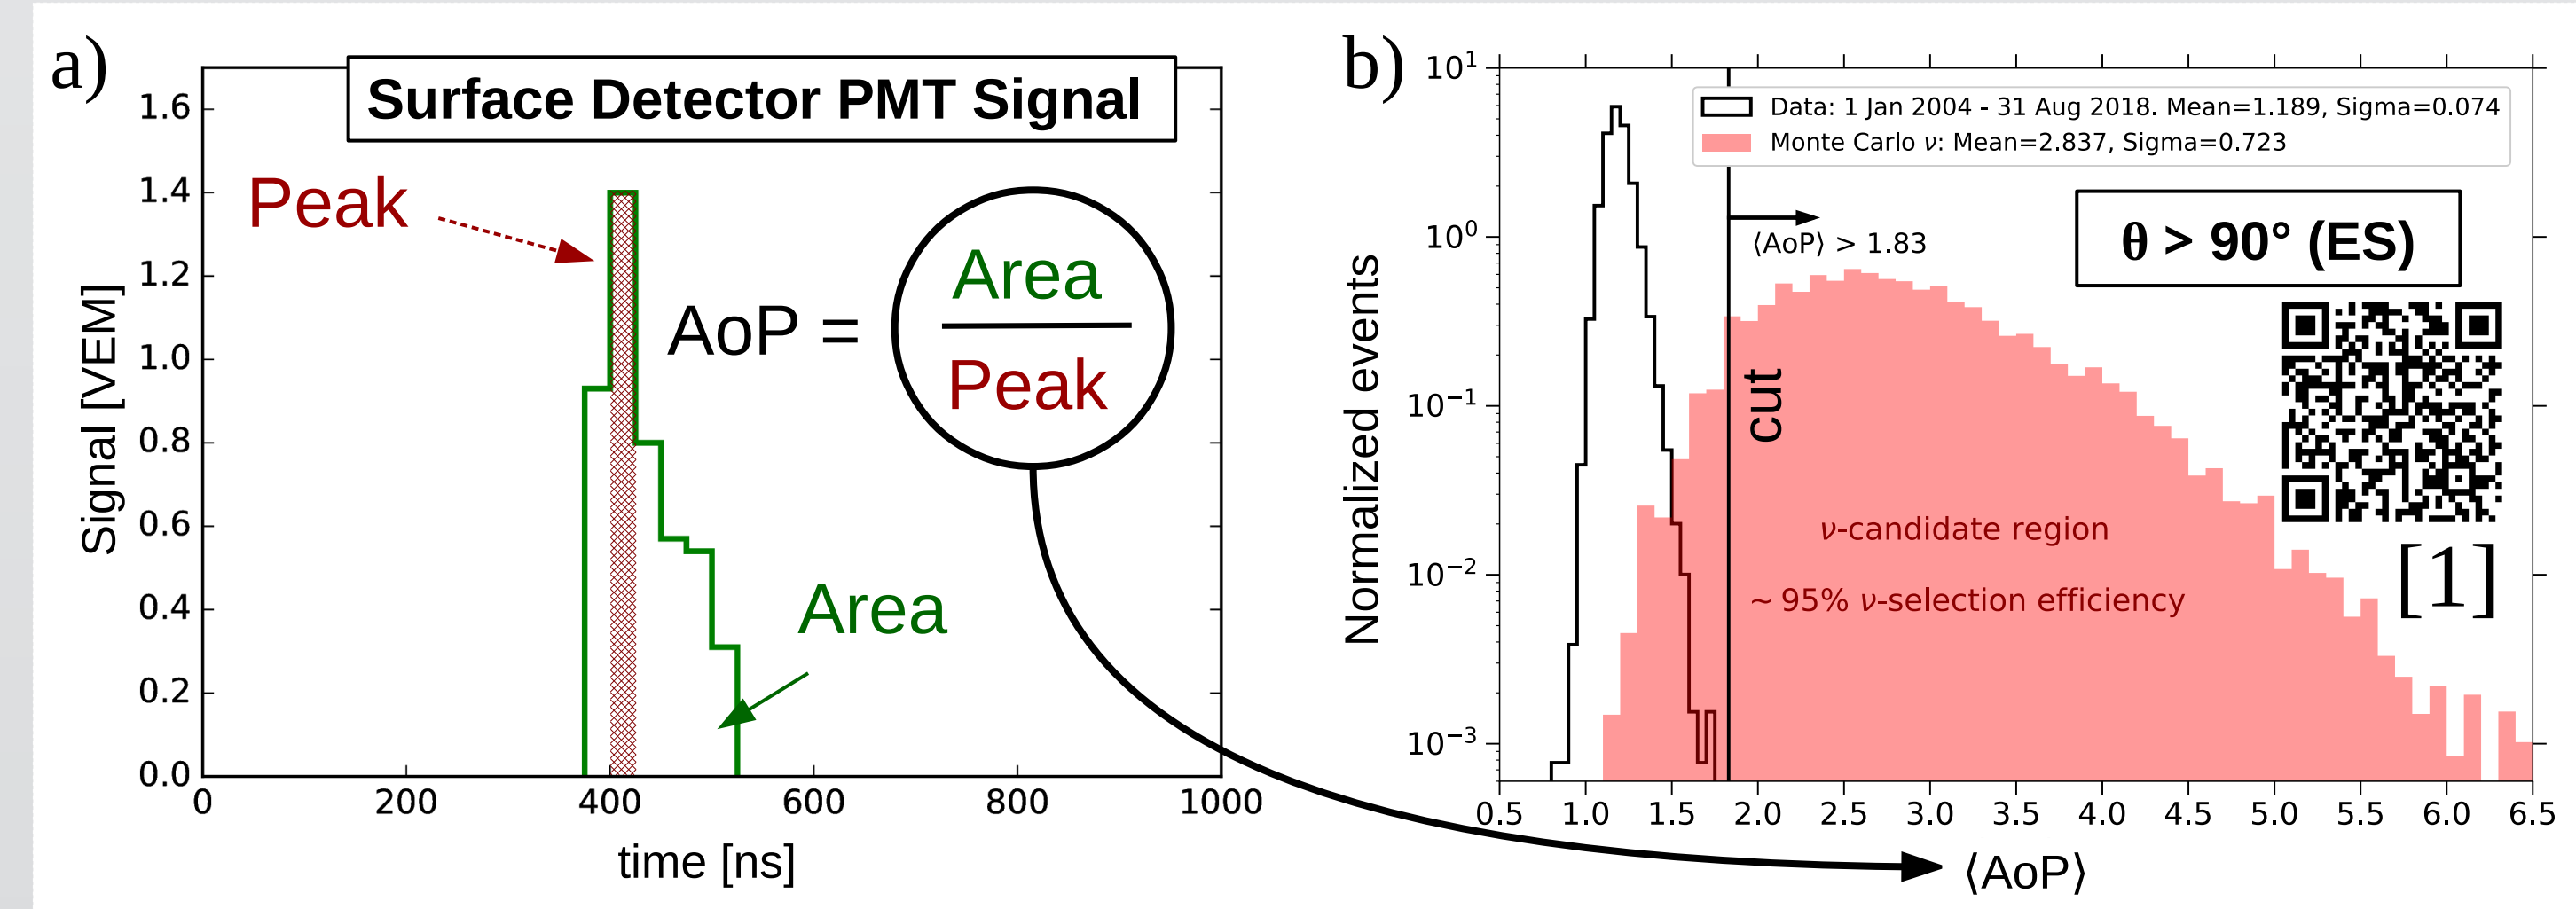 a)
Surface Detector PMT Signal
Signal [VEM]
1.6
1.4
1.2
1.0
0.8
0.6
0.4
0.2
0.0
Peak
AoP =
Area
Peak
Area
0 200 400 600 800 1000
time [ns]
b)
Normalized events
10¹
10⁰
10⁻¹
10⁻²
10⁻³
Data: 1 Jan 2004 - 31 Aug 2018. Mean=1.189, Sigma=0.074
Monte Carlo ν: Mean=2.837, Sigma=0.723
⟨AoP⟩ > 1.83
θ > 90° (ES)
cut
ν-candidate region
~ 95% ν-selection efficiency
[1]
0.5 1.0 1.5 2.0 2.5 3.0 3.5 4.0 4.5 5.0 5.5 6.0 6.5
⟨AoP⟩